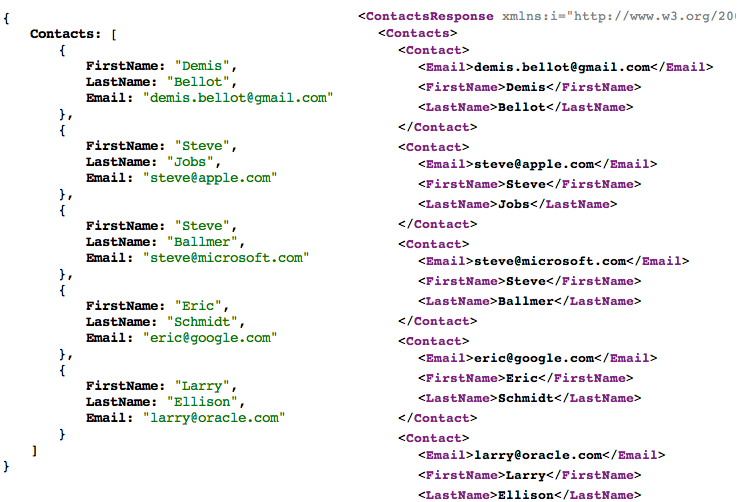 {
   Contacts: [
      {
         FirstName: "Demis",
         LastName: "Bellot",
         Email: "demis.bellot@gmail.com"
      },
      {
         FirstName: "Steve",
         LastName: "Jobs",
         Email: "steve@apple.com"
      },
      {
         FirstName: "Steve",
         LastName: "Ballmer",
         Email: "steve@microsoft.com"
      },
      {
         FirstName: "Eric",
         LastName: "Schmidt",
         Email: "eric@google.com"
      },
      {
         FirstName: "Larry",
         LastName: "Ellison",
         Email: "larry@oracle.com"
      }
   ]
}
<ContactsResponse xmlns:i="http://www.w3.org/200
  <Contacts>
    <Contact>
      <Email>demis.bellot@gmail.com</Email>
      <FirstName>Demis</FirstName>
      <LastName>Bellot</LastName>
    </Contact>
    <Contact>
      <Email>steve@apple.com</Email>
      <FirstName>Steve</FirstName>
      <LastName>Jobs</LastName>
    </Contact>
    <Contact>
      <Email>steve@microsoft.com</Email>
      <FirstName>Steve</FirstName>
      <LastName>Ballmer</LastName>
    </Contact>
    <Contact>
      <Email>eric@google.com</Email>
      <FirstName>Eric</FirstName>
      <LastName>Schmidt</LastName>
    </Contact>
    <Contact>
      <Email>larry@oracle.com</Email>
      <FirstName>Larry</FirstName>
      <LastName>Ellison</LastName>